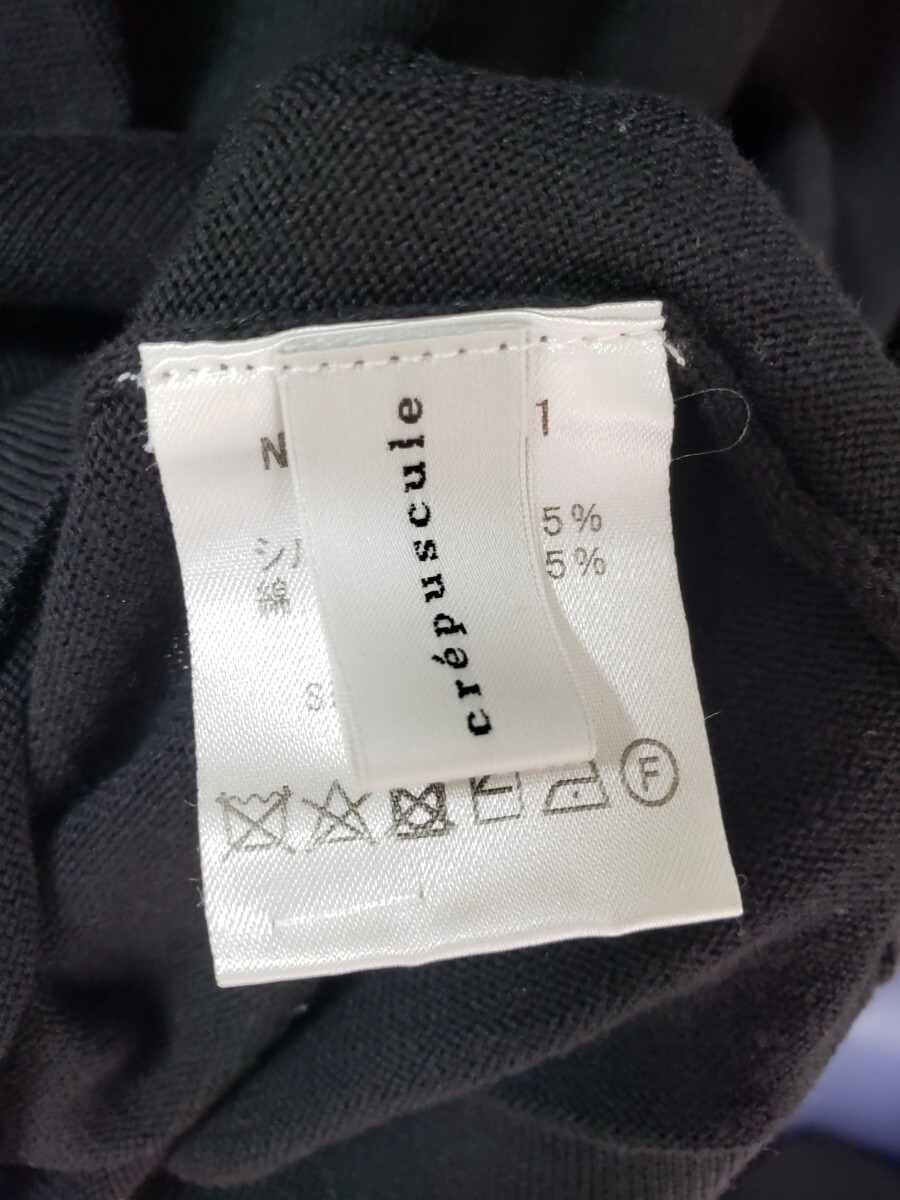 crépuscule
N 1
シ 5%
綿 5%
S
F